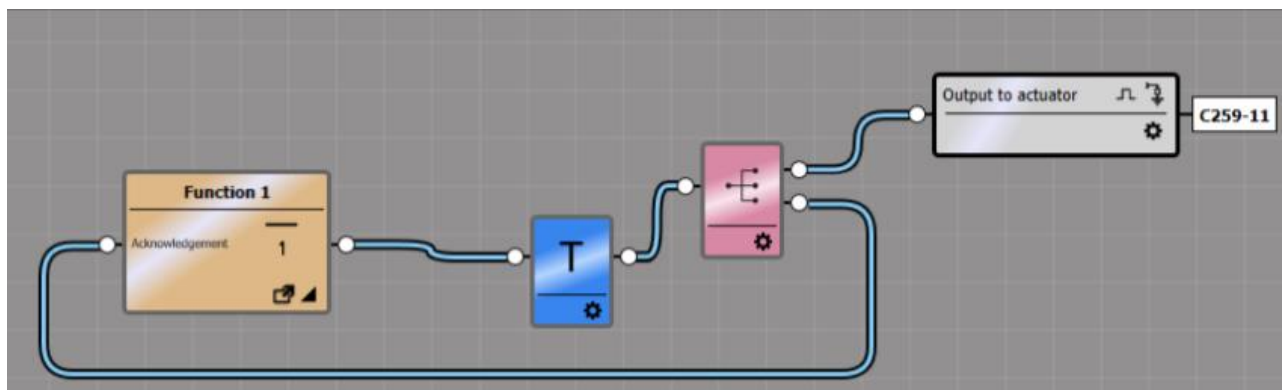 Output to actuator
C259-11
Function 1
Acknowledgement
1
T